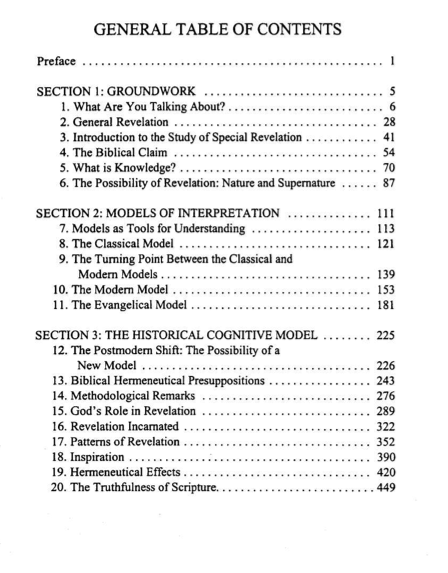 GENERAL TABLE OF CONTENTS
Preface .................................................. 1
SECTION 1: GROUNDWORK .............................. 5
1. What Are You Talking About? .......................... 6
2. General Revelation .................................. 28
3. Introduction to the Study of Special Revelation ............ 41
4. The Biblical Claim .................................. 54
5. What is Knowledge? ................................. 70
6. The Possibility of Revelation: Nature and Supernature ...... 87
SECTION 2: MODELS OF INTERPRETATION .............. 111
7. Models as Tools for Understanding .................... 113
8. The Classical Model ................................ 121
9. The Turning Point Between the Classical and
Modern Models ................................... 139
10. The Modern Model ................................. 153
11. The Evangelical Model .............................. 181
SECTION 3: THE HISTORICAL COGNITIVE MODEL ........ 225
12. The Postmodern Shift: The Possibility of a
New Model ...................................... 226
13. Biblical Hermeneutical Presuppositions ................. 243
14. Methodological Remarks ............................ 276
15. God's Role in Revelation ............................ 289
16. Revelation Incarnated ............................... 322
17. Patterns of Revelation ............................... 352
18. Inspiration ........................................ 390
19. Hermeneutical Effects ............................... 420
20. The Truthfulness of Scripture.......................... 449